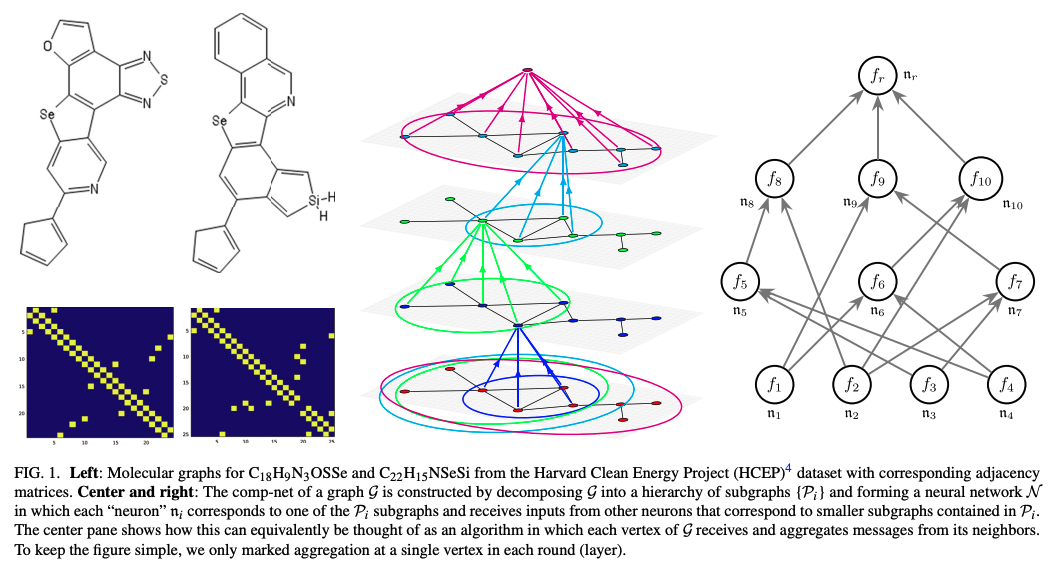 O
N
S
N
Se
N
N
Se
Si
H
H
5
10
15
20
5
10
15
20
5
10
15
20
25
5
10
15
20
25
f_r
𝔫_r
f_8
f_9
f_10
𝔫_8
𝔫_9
𝔫_10
f_5
f_6
f_7
𝔫_5
𝔫_6
𝔫_7
f_1
f_2
f_3
f_4
𝔫_1
𝔫_2
𝔫_3
𝔫_4
FIG. 1. Left: Molecular graphs for C₁₈H₉N₃OSSe and C₂₂H₁₅NSeSi from the Harvard Clean Energy Project (HCEP)⁴ dataset with corresponding adjacency
matrices. Center and right: The comp-net of a graph 𝒢 is constructed by decomposing 𝒢 into a hierarchy of subgraphs {𝒫ᵢ} and forming a neural network 𝒩
in which each “neuron” 𝔫ᵢ corresponds to one of the 𝒫ᵢ subgraphs and receives inputs from other neurons that correspond to smaller subgraphs contained in 𝒫ᵢ.
The center pane shows how this can equivalently be thought of as an algorithm in which each vertex of 𝒢 receives and aggregates messages from its neighbors.
To keep the figure simple, we only marked aggregation at a single vertex in each round (layer).